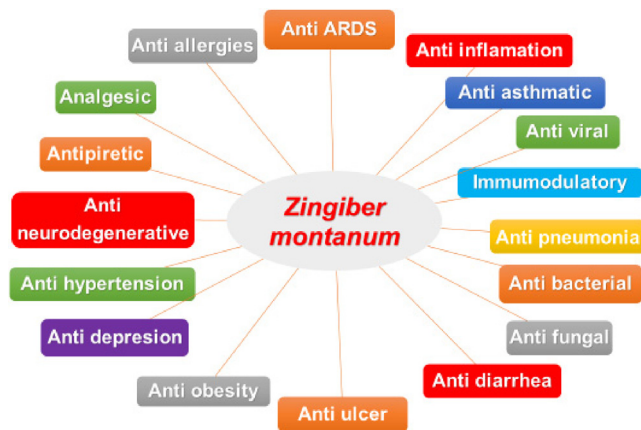 Anti ARDS
Anti allergies
Anti inflamation
Analgesic
Anti asthmatic
Anti viral
Antipiretic
Immumodulatory
Anti
neurodegenerative
Zingiber
montanum
Anti pneumonia
Anti hypertension
Anti bacterial
Anti depresion
Anti fungal
Anti obesity
Anti diarrhea
Anti ulcer